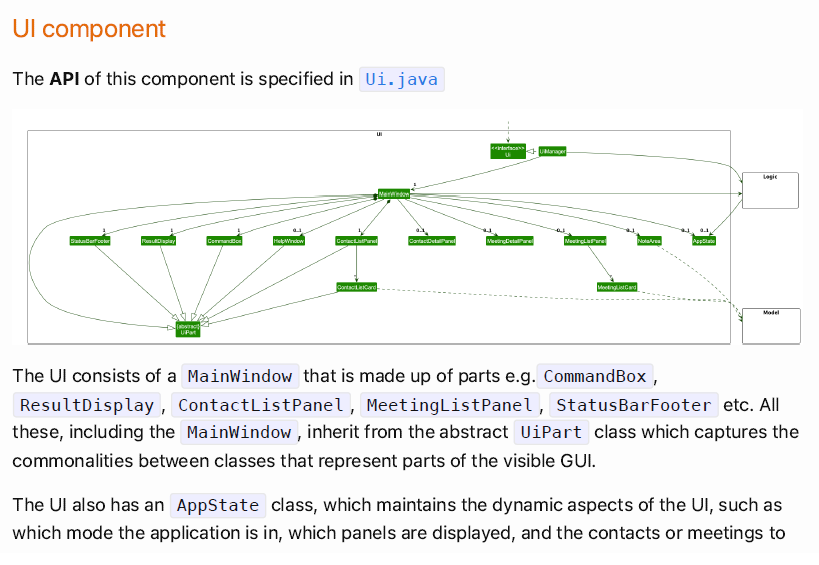 UI component
The API of this component is specified in Ui.java
UI
<<interface>>
Ui
UiManager
Logic
1
MainWindow
1
1
1
0..1
1
0..1
0..1
0..1
0..1
0..1
StatusBarFooter
ResultDisplay
CommandBox
HelpWindow
ContactListPanel
ContactDetailPanel
MeetingDetailPanel
MeetingListPanel
NoteArea
AppState
ContactListCard
MeetingListCard
{abstract}
UiPart
Model
The UI consists of a MainWindow that is made up of parts e.g. CommandBox ,
ResultDisplay , ContactListPanel , MeetingListPanel , StatusBarFooter etc. All
these, including the MainWindow , inherit from the abstract UiPart class which captures the
commonalities between classes that represent parts of the visible GUI.
The UI also has an AppState class, which maintains the dynamic aspects of the UI, such as
which mode the application is in, which panels are displayed, and the contacts or meetings to